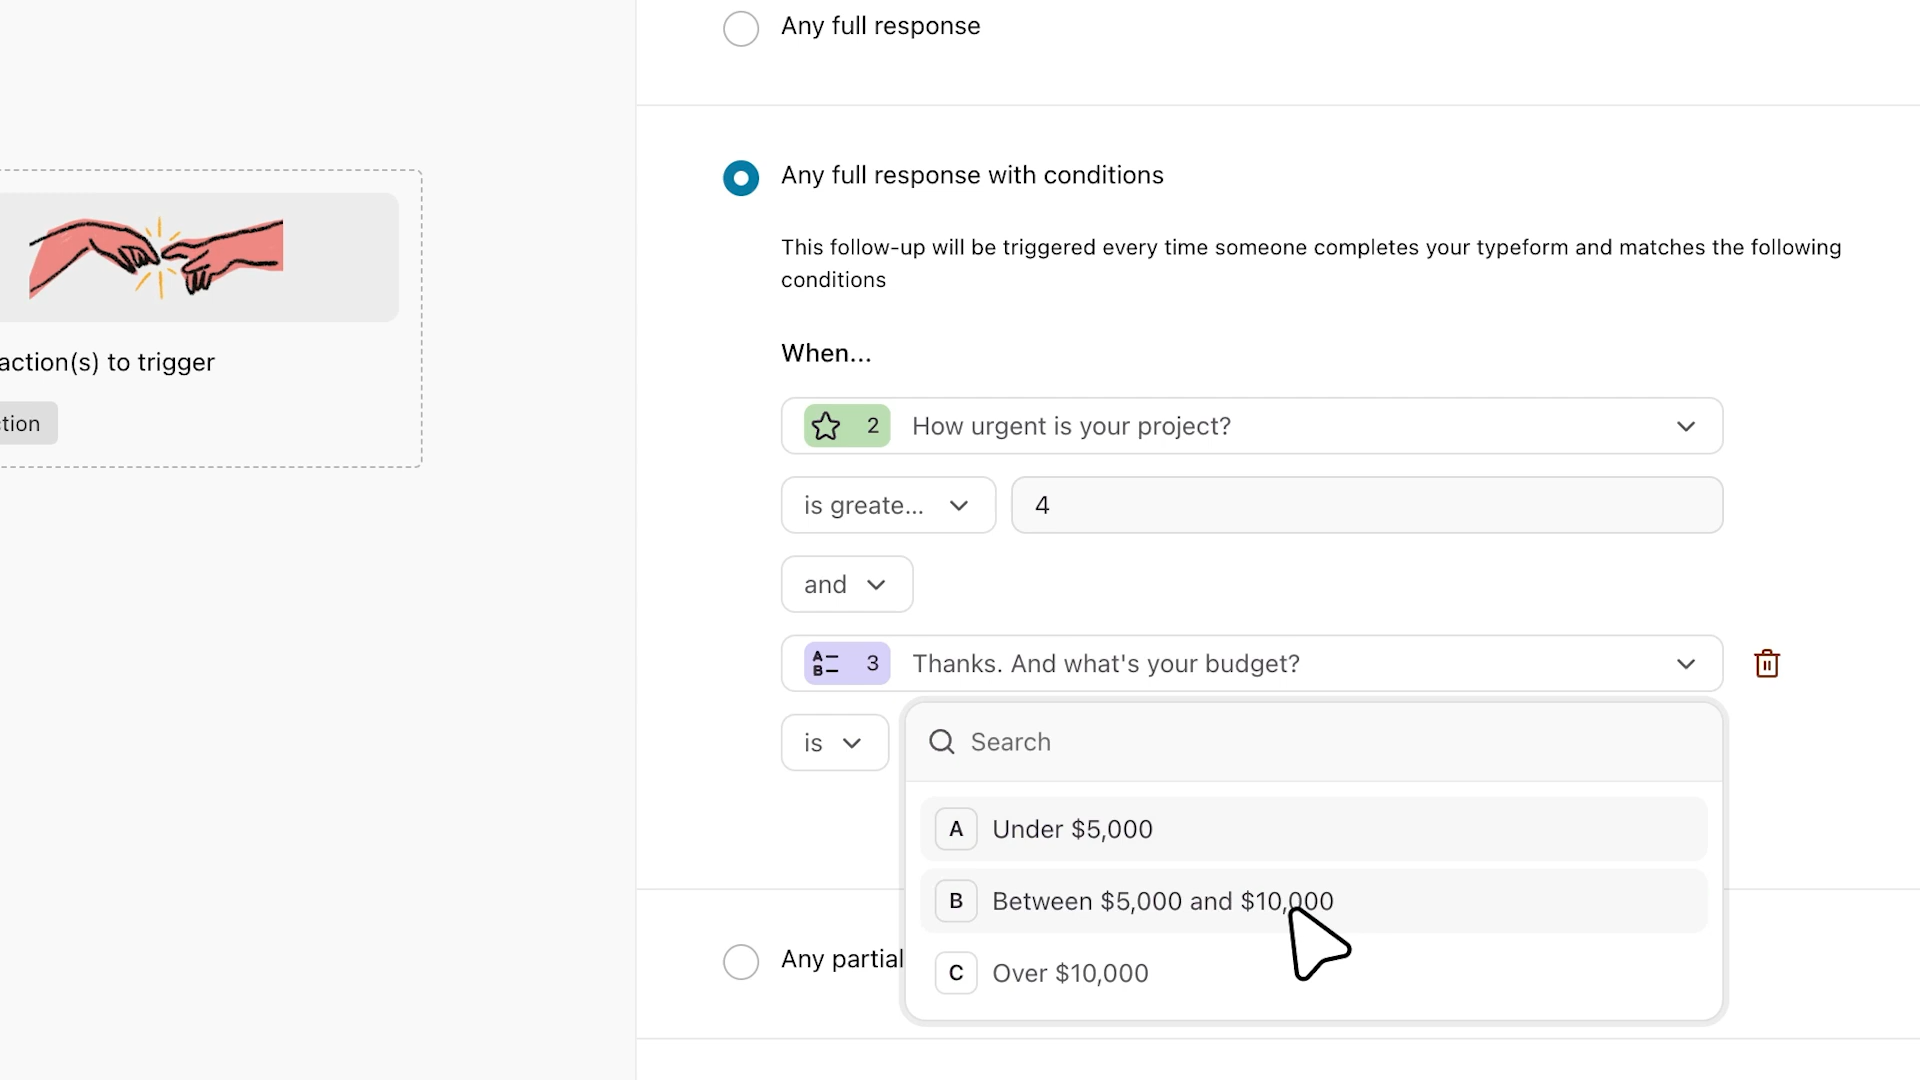 Any full response
Any full response with conditions
This follow-up will be triggered every time someone completes your typeform and matches the following
conditions
action(s) to trigger
When...
2 How urgent is your project?
tion
is greate... 4
and
A
B 3 Thanks. And what's your budget?
is Search
A Under $5,000
B Between $5,000 and $10,000
Any partial
C Over $10,000